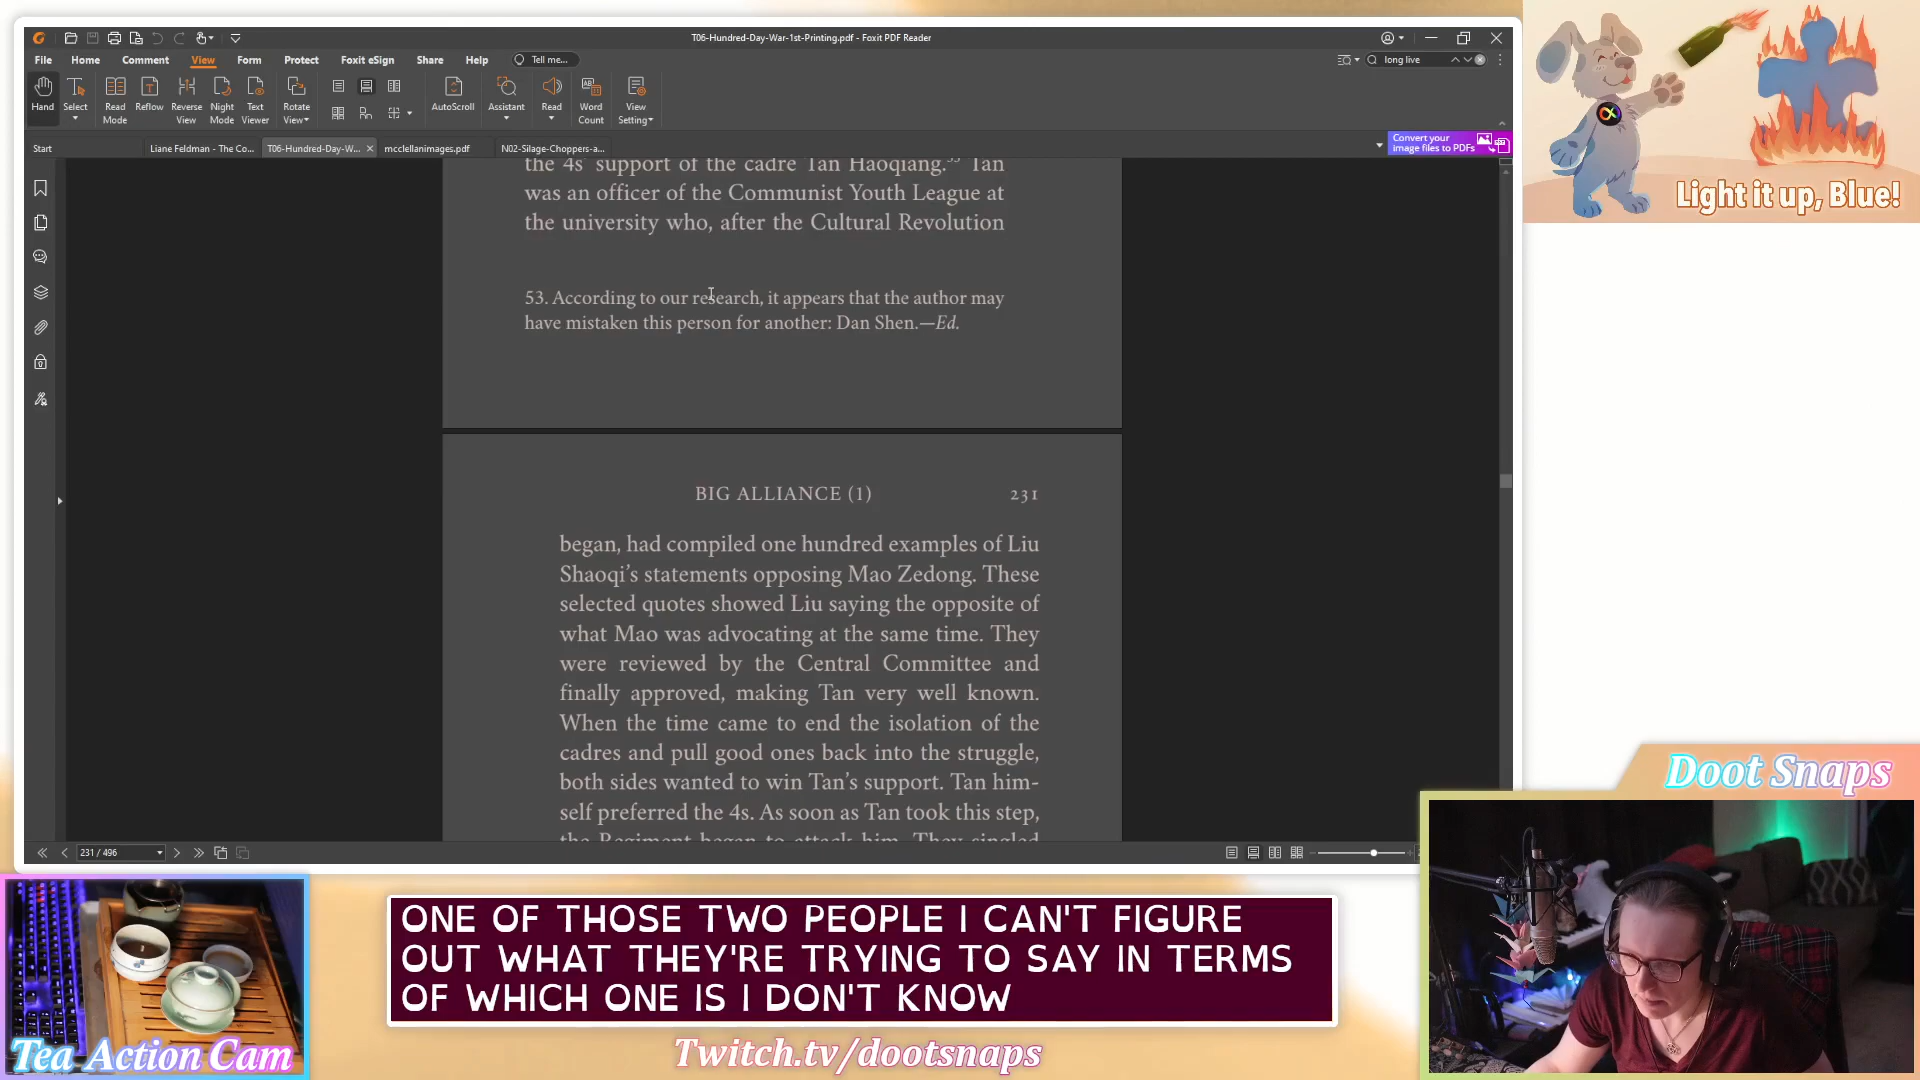 T06-Hundred-Day-War-1st-Printing.pdf - Foxit PDF Reader
File Home Comment View Form Protect Foxit eSign Share Help Tell me... long live
Hand Select Read Mode Reflow Reverse View Night Mode Text Viewer Rotate View AutoScroll Assistant Read Word Count View Setting
Convert your image files to PDFs
Start Liane Feldman - The Co... T06-Hundred-Day-W... mcclellanimages.pdf N02-Silage-Choppers-a...
the 4s' support of the cadre Tan Haoqiang.53 Tan
was an officer of the Communist Youth League at
the university who, after the Cultural Revolution
53. According to our research, it appears that the author may
have mistaken this person for another: Dan Shen.—Ed.
BIG ALLIANCE (1) 231
began, had compiled one hundred examples of Liu
Shaoqi's statements opposing Mao Zedong. These
selected quotes showed Liu saying the opposite of
what Mao was advocating at the same time. They
were reviewed by the Central Committee and
finally approved, making Tan very well known.
When the time came to end the isolation of the
cadres and pull good ones back into the struggle,
both sides wanted to win Tan's support. Tan him-
self preferred the 4s. As soon as Tan took this step,
the Regiment began to attack him. They singled
231 / 496
Light it up, Blue!
Doot Snaps
ONE OF THOSE TWO PEOPLE I CAN'T FIGURE
OUT WHAT THEY'RE TRYING TO SAY IN TERMS
OF WHICH ONE IS I DON'T KNOW
Tea Action Cam
Twitch.tv/dootsnaps